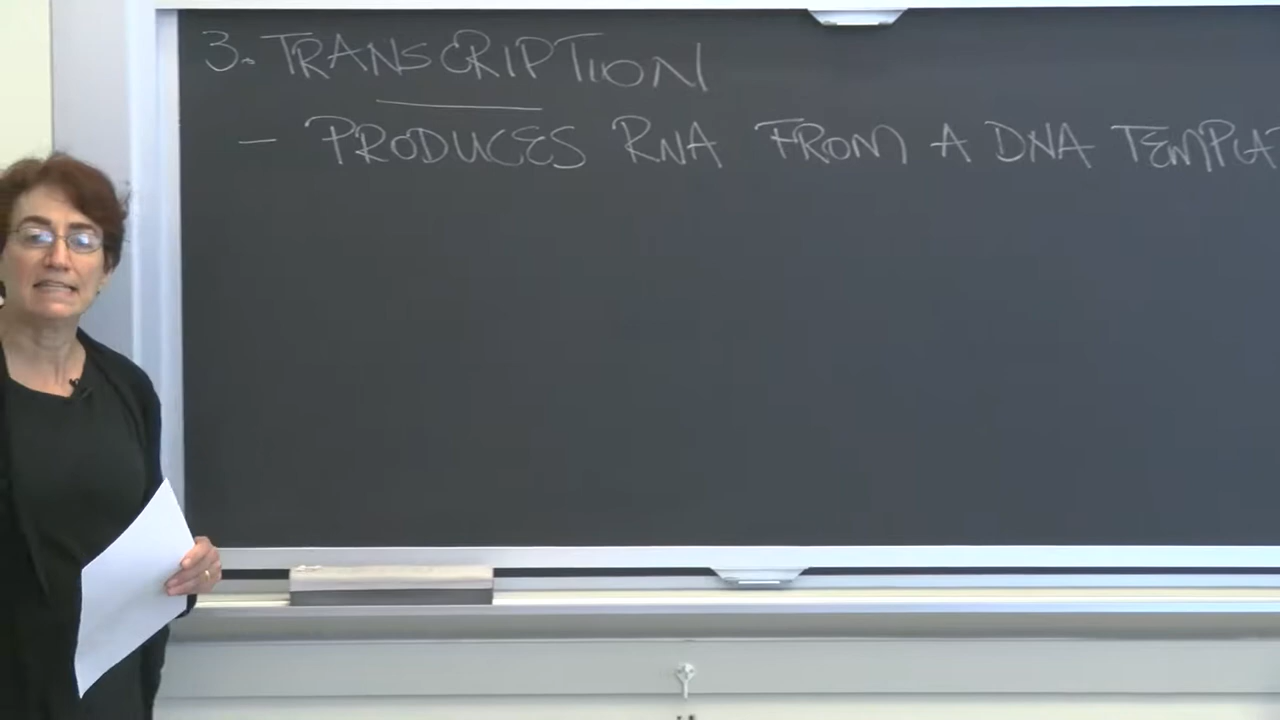 3. TRANSCRIPTION
- PRODUCES RNA FROM A DNA TEMPLAT